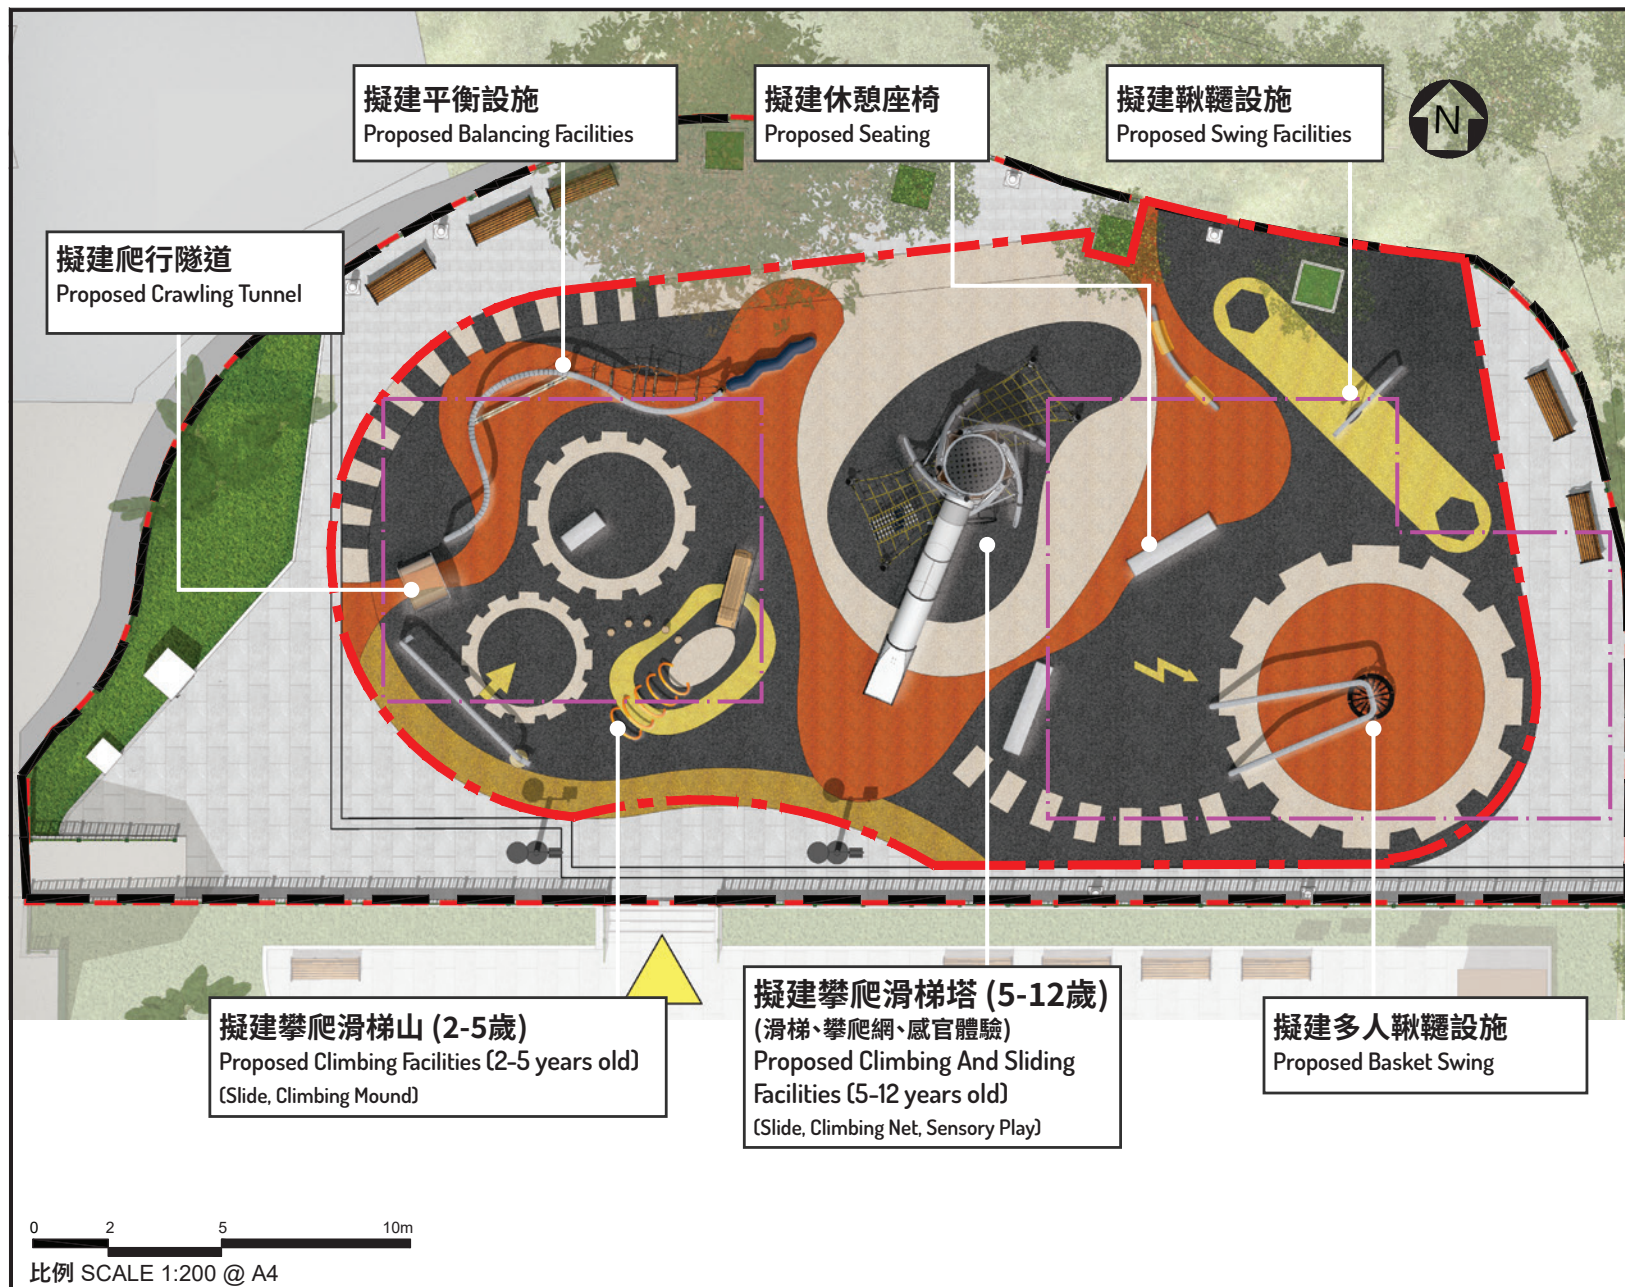 擬建平衡設施
Proposed Balancing Facilities
擬建休憩座椅
Proposed Seating
擬建鞦韆設施
Proposed Swing Facilities
N
擬建爬行隧道
Proposed Crawling Tunnel
擬建攀爬滑梯山 (2-5歲)
Proposed Climbing Facilities (2-5 years old)
(Slide, Climbing Mound)
擬建攀爬滑梯塔 (5-12歲)
(滑梯、攀爬網、感官體驗)
Proposed Climbing And Sliding
Facilities (5-12 years old)
(Slide, Climbing Net, Sensory Play)
擬建多人鞦韆設施
Proposed Basket Swing
0 2 5 10m
比例 SCALE 1:200 @ A4